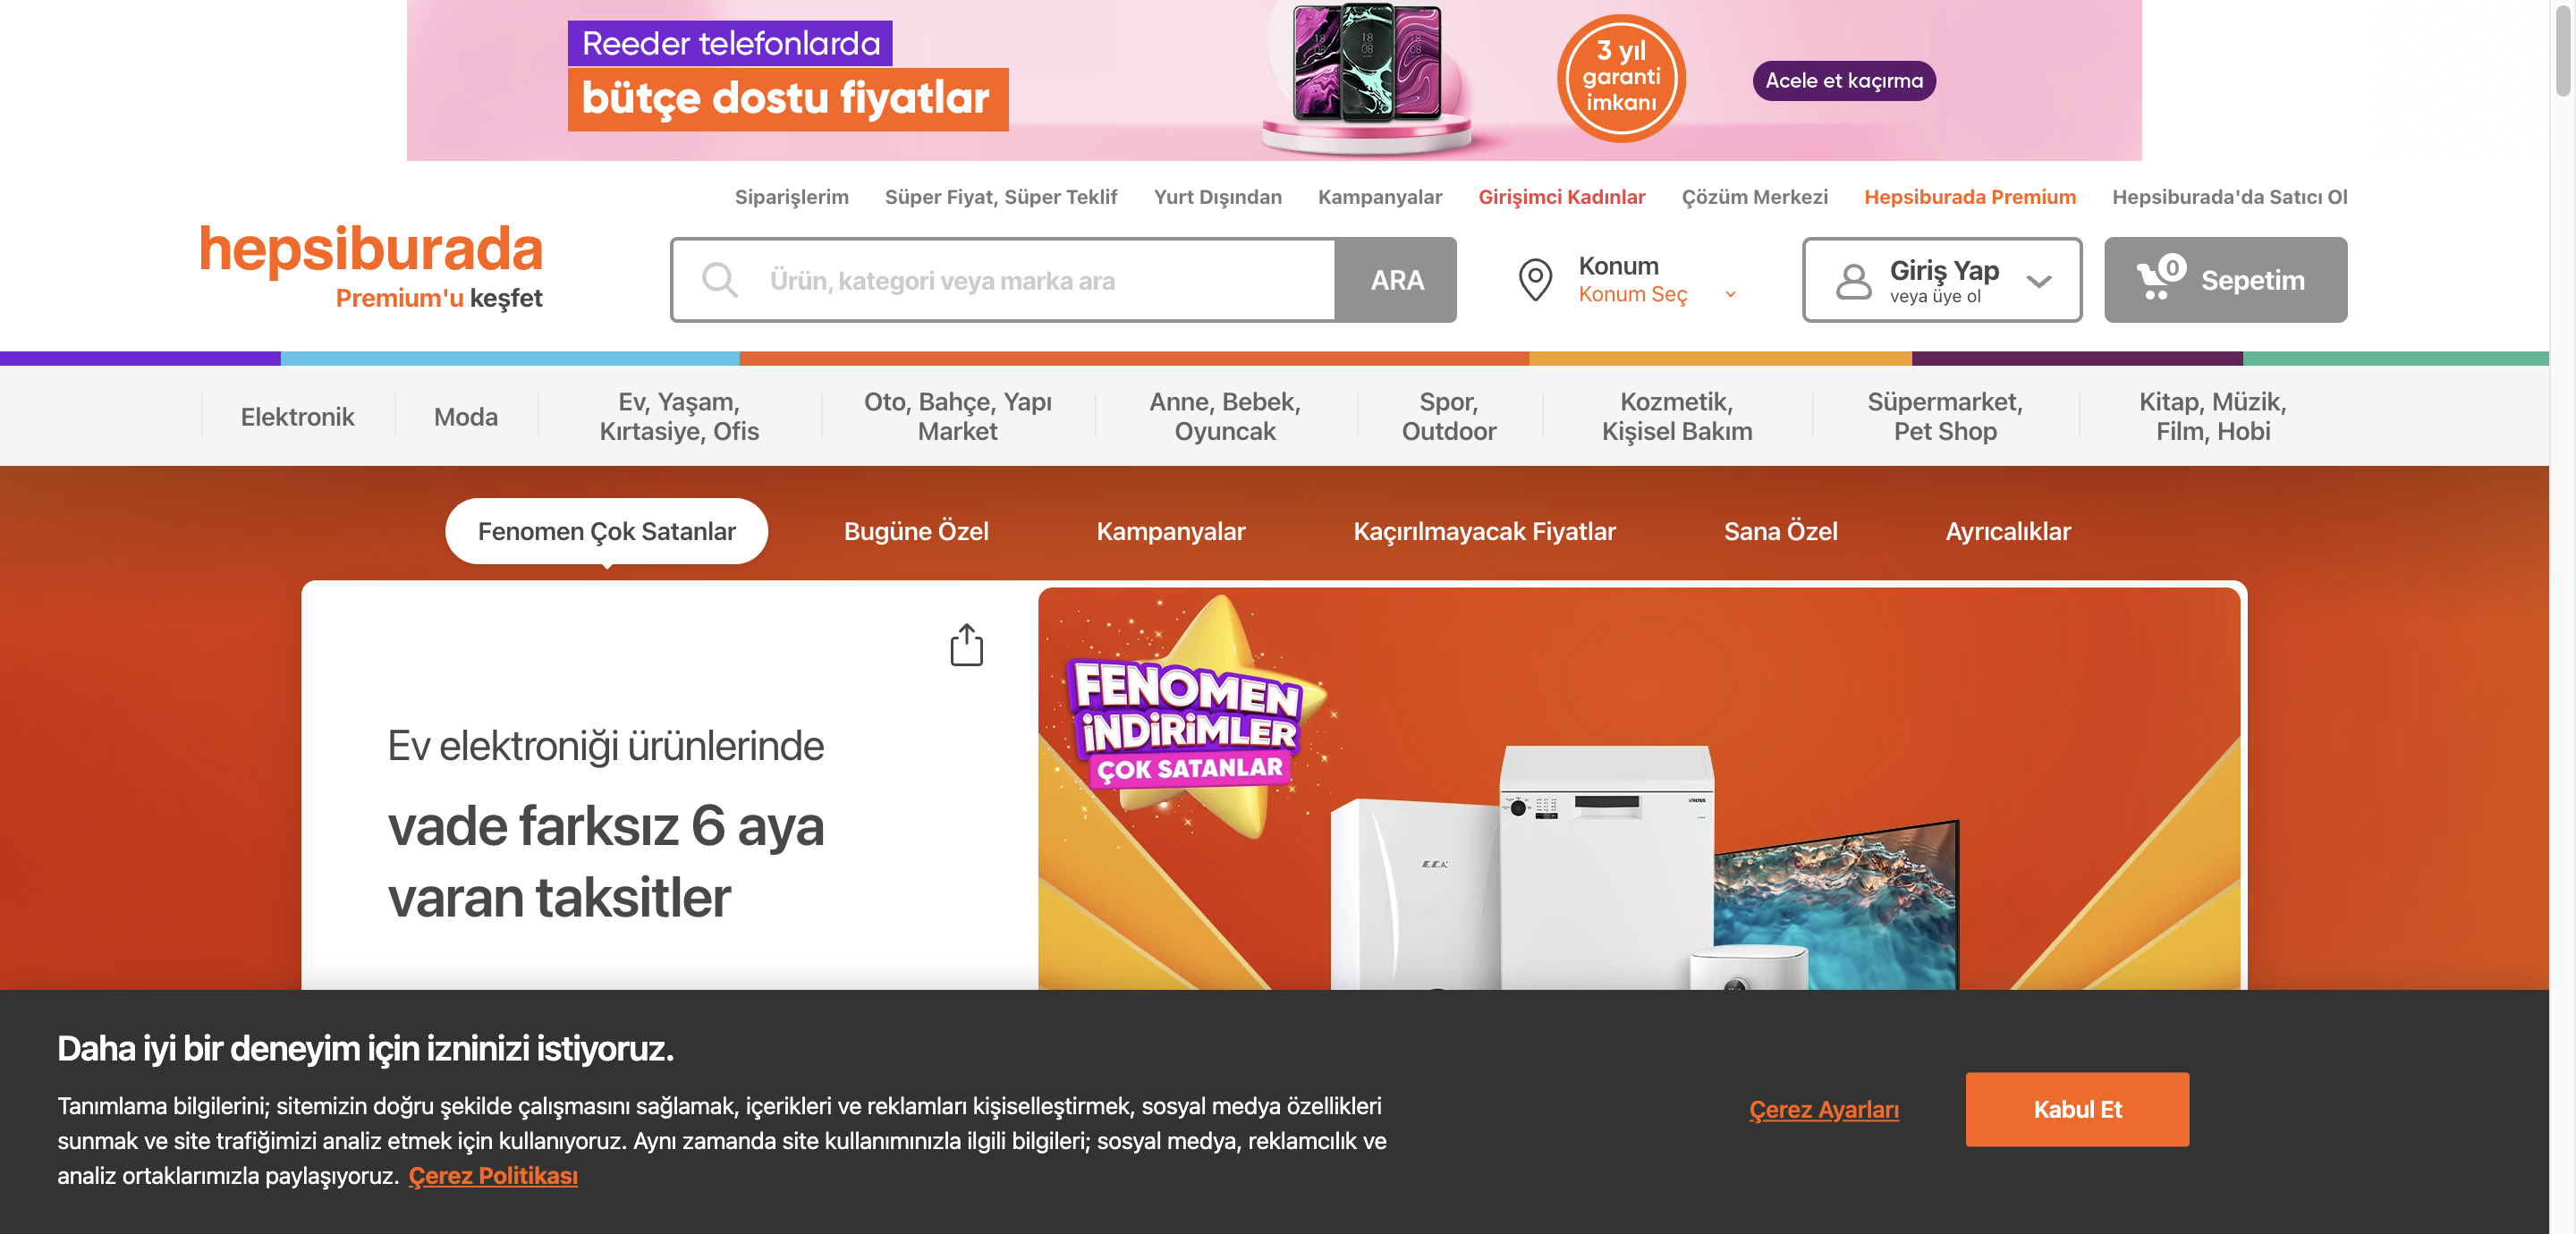 Reeder telefonlarda
bütçe dostu fiyatlar
18
08
18
08
18
08
3 yıl
garanti
imkanı
Acele et kaçırma
Siparişlerim
Süper Fiyat, Süper Teklif
Yurt Dışından
Kampanyalar
Girişimci Kadınlar
Çözüm Merkezi
Hepsiburada Premium
Hepsiburada'da Satıcı Ol
hepsiburada
Premium'u keşfet
Ürün, kategori veya marka ara
ARA
Konum
Konum Seç
Giriş Yap
veya üye ol
0
Sepetim
Elektronik
Moda
Ev, Yaşam,
Kırtasiye, Ofis
Oto, Bahçe, Yapı
Market
Anne, Bebek,
Oyuncak
Spor,
Outdoor
Kozmetik,
Kişisel Bakım
Süpermarket,
Pet Shop
Kitap, Müzik,
Film, Hobi
Fenomen Çok Satanlar
Bugüne Özel
Kampanyalar
Kaçırılmayacak Fiyatlar
Sana Özel
Ayrıcalıklar
Ev elektroniği ürünlerinde
vade farksız 6 aya
varan taksitler
FENOMEN
İNDİRİMLER
ÇOK SATANLAR
E.C.A
Daha iyi bir deneyim için izninizi istiyoruz.
Tanımlama bilgilerini; sitemizin doğru şekilde çalışmasını sağlamak, içerikleri ve reklamları kişiselleştirmek, sosyal medya özellikleri
sunmak ve site trafiğimizi analiz etmek için kullanıyoruz. Aynı zamanda site kullanımınızla ilgili bilgileri; sosyal medya, reklamcılık ve
analiz ortaklarımızla paylaşıyoruz. Çerez Politikası
Çerez Ayarları
Kabul Et